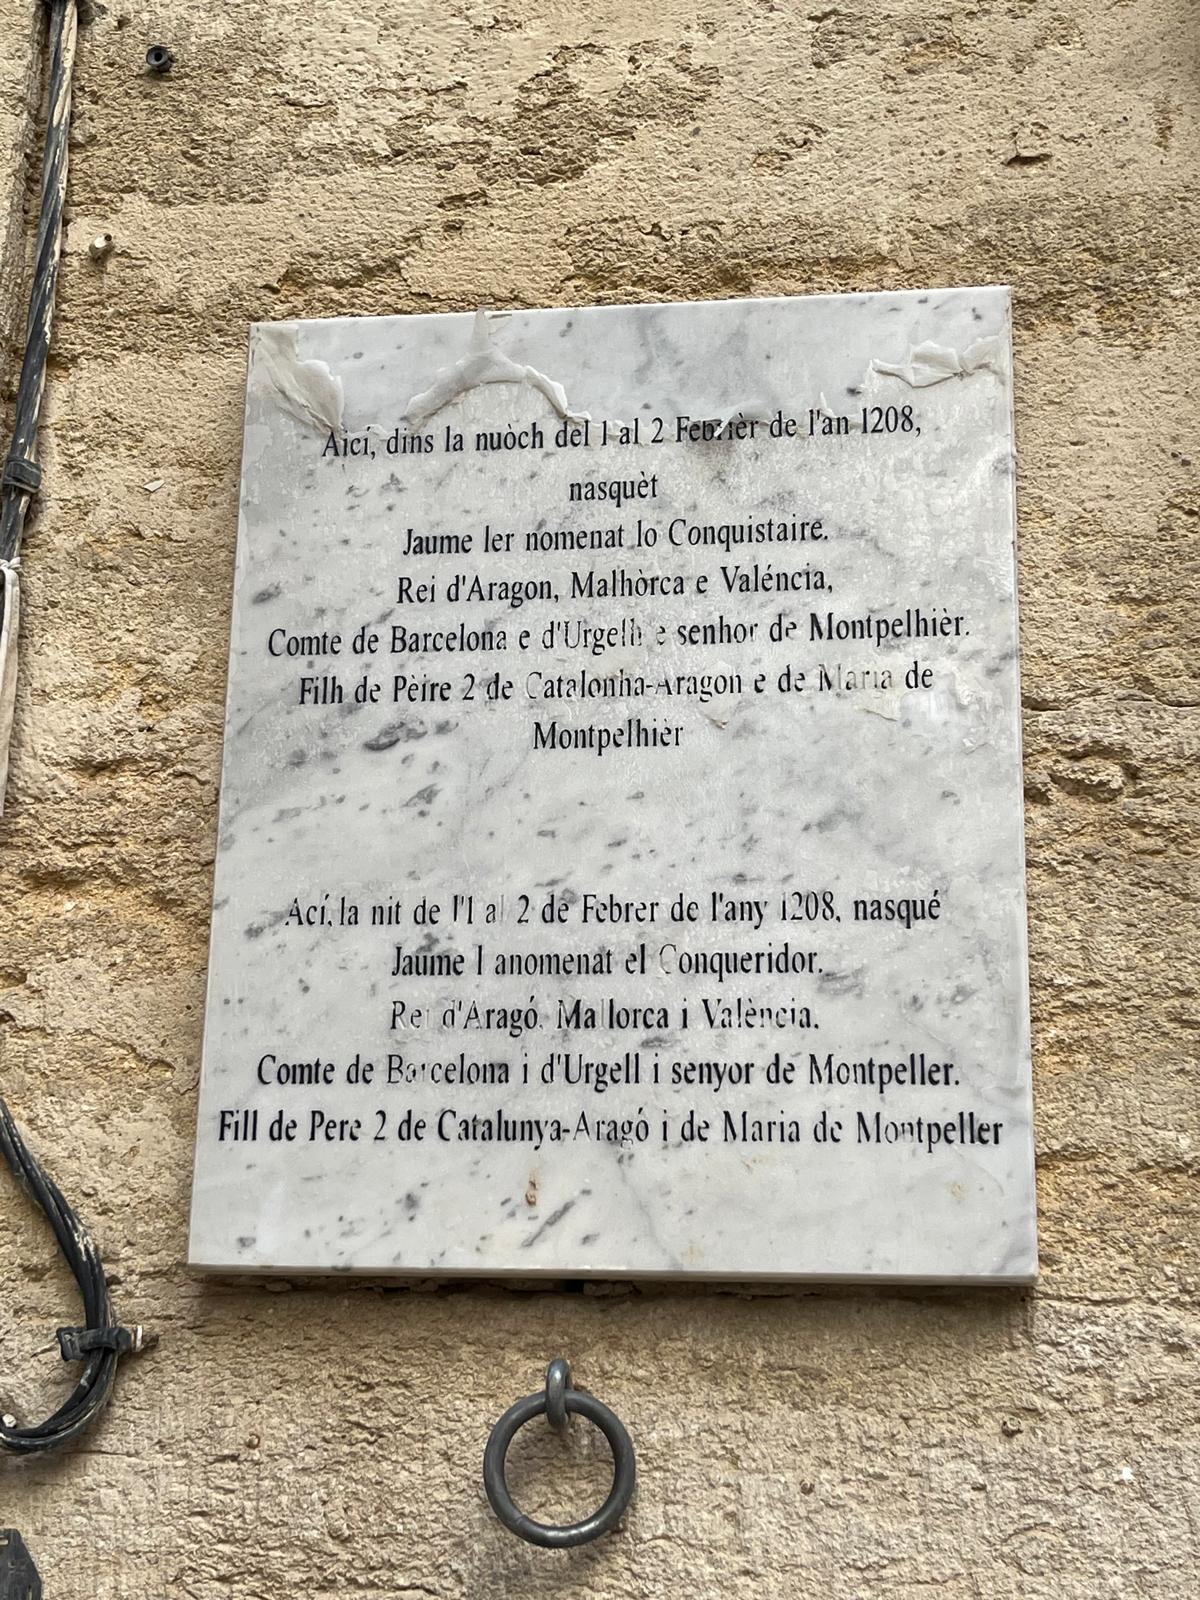 Aicí, dins la nuòch del 1 al 2 Febrièr de l'an 1208,
nasquèt
Jaume Ier nomenat lo Conquistaire.
Rei d'Aragon, Malhòrca e Valéncia,
Comte de Barcelona e d'Urgelh e senhor de Montpelhièr.
Filh de Pèire 2 de Catalonha-Aragon e de Maria de
Montpelhièr
Ací, la nit de l'1 al 2 de Febrer de l'any 1208, nasqué
Jaume I anomenat el Conqueridor.
Rei d'Aragó, Mallorca i València.
Comte de Barcelona i d'Urgell i senyor de Montpeller.
Fill de Pere 2 de Catalunya-Aragó i de Maria de Montpeller